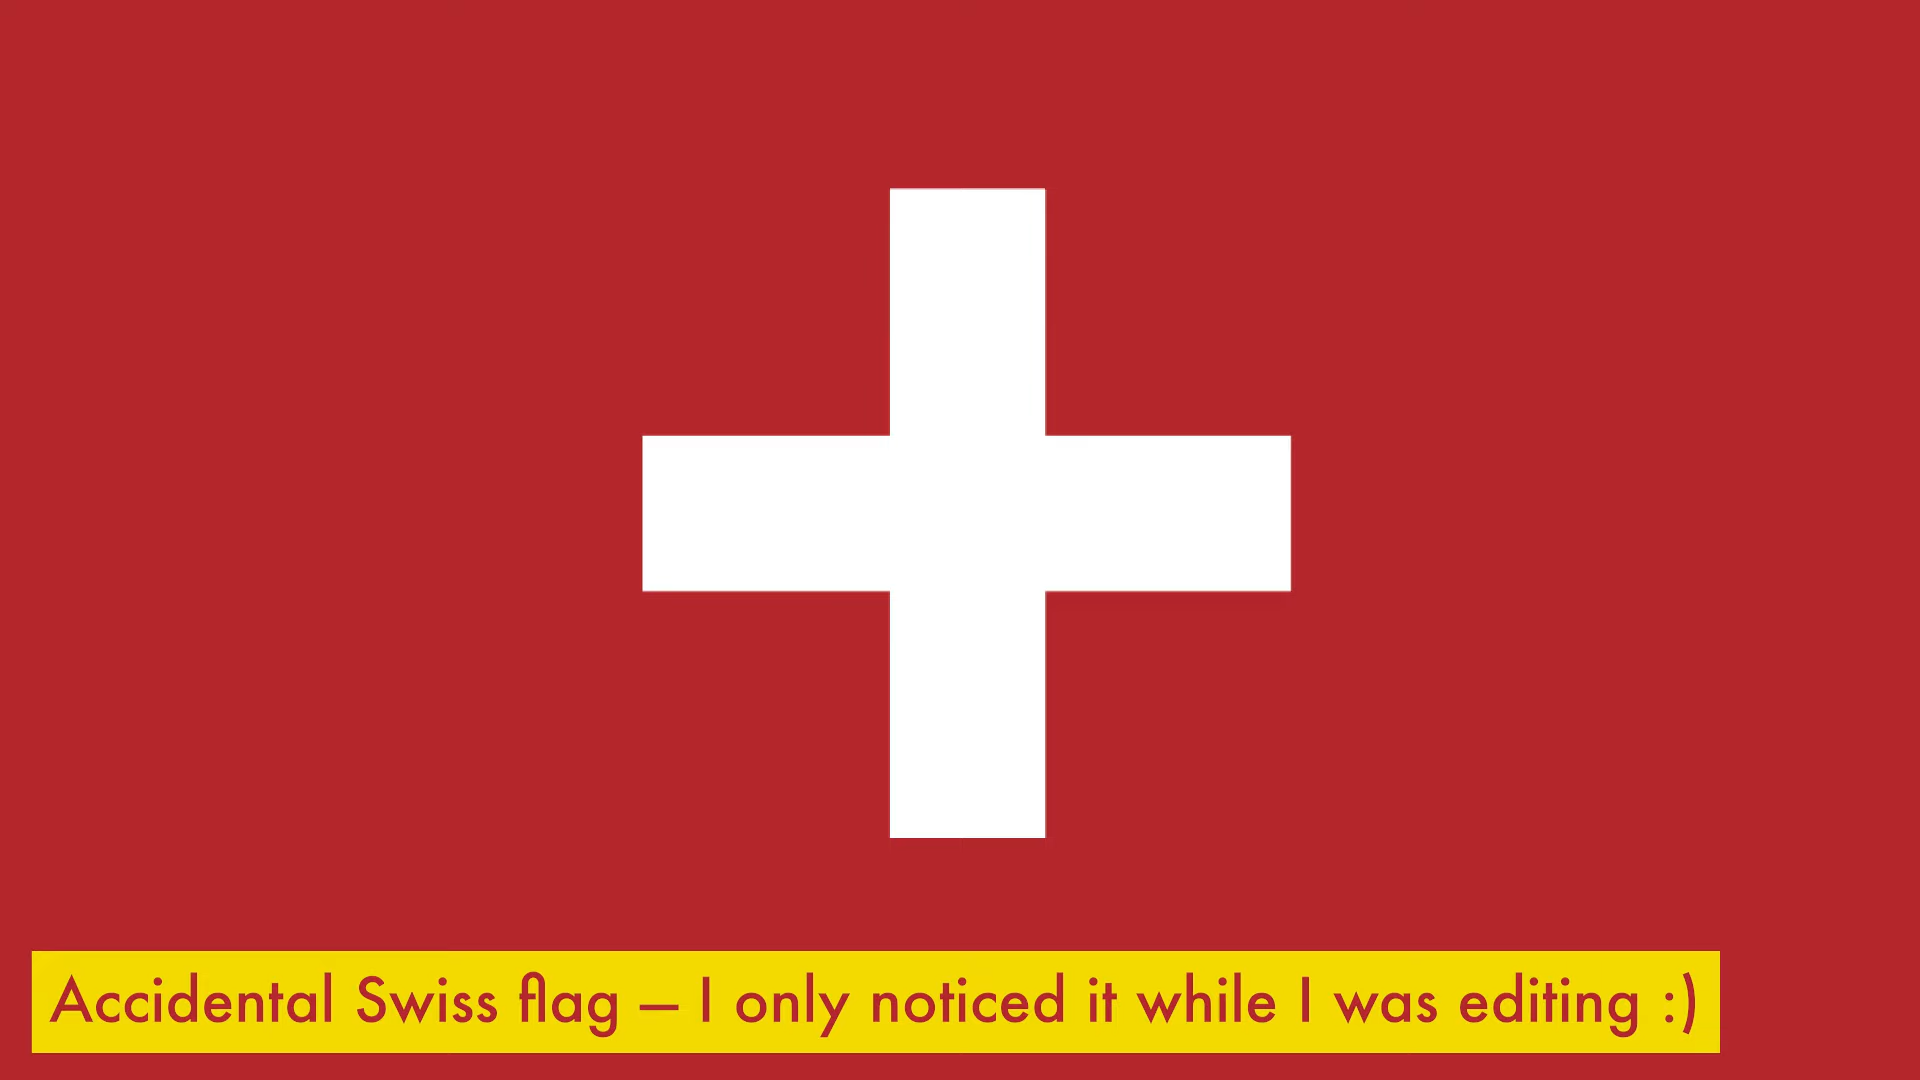 Accidental Swiss flag — I only noticed it while I was editing :)